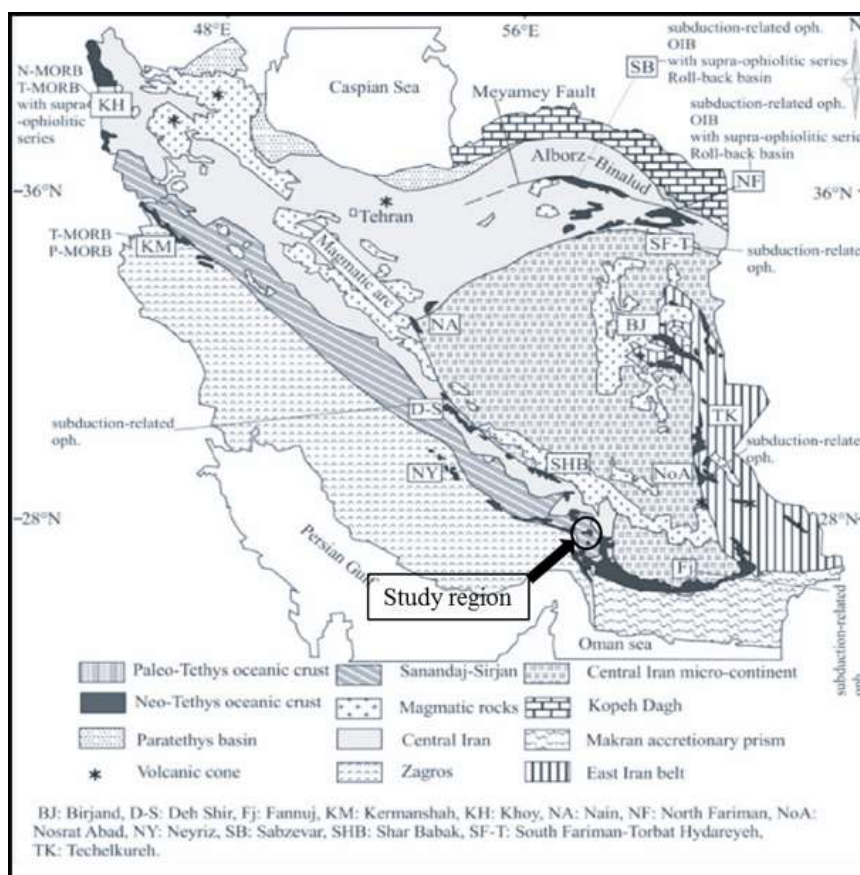 48°E
56°E
N
N-MORB
T-MORB
with supra
-ophiolitic
series
KH
Caspian Sea
Meyamey Fault
SB
subduction-related oph.
OIB
with supra-ophiolitic series
Roll-back basin
subduction-related oph.
OIB
with supra-ophiolitic serie
Roll-back basin
Alborz-Binalud
NF
36°N
36°N
Tehran
T-MORB
P-MORB
KM
Magmatic arc
SF-T
subduction-related
oph.
NA
BJ
D-S
TK
subduction-related
oph.
SHB
subduction-related
oph.
NY
NoA
28°N
28°N
Persian Gulf
Fj
Study region
Oman sea
subduction-related
oph.
Paleo-Tethys oceanic crust
Sanandaj-Sirjan
Central Iran micro-continent
Neo-Tethys oceanic crust
Magmatic rocks
Kopeh Dagh
Paratethys basin
Central Iran
Makran accretionary prism
Volcanic cone
Zagros
East Iran belt
BJ: Birjand, D-S: Deh Shir, Fj: Fannuj, KM: Kermanshah, KH: Khoy, NA: Nain, NF: North Fariman, NoA:
Nosrat Abad, NY: Neyriz, SB: Sabzevar, SHB: Shar Babak, SF-T: South Fariman-Torbat Hydareyeh,
TK: Techelkureh.